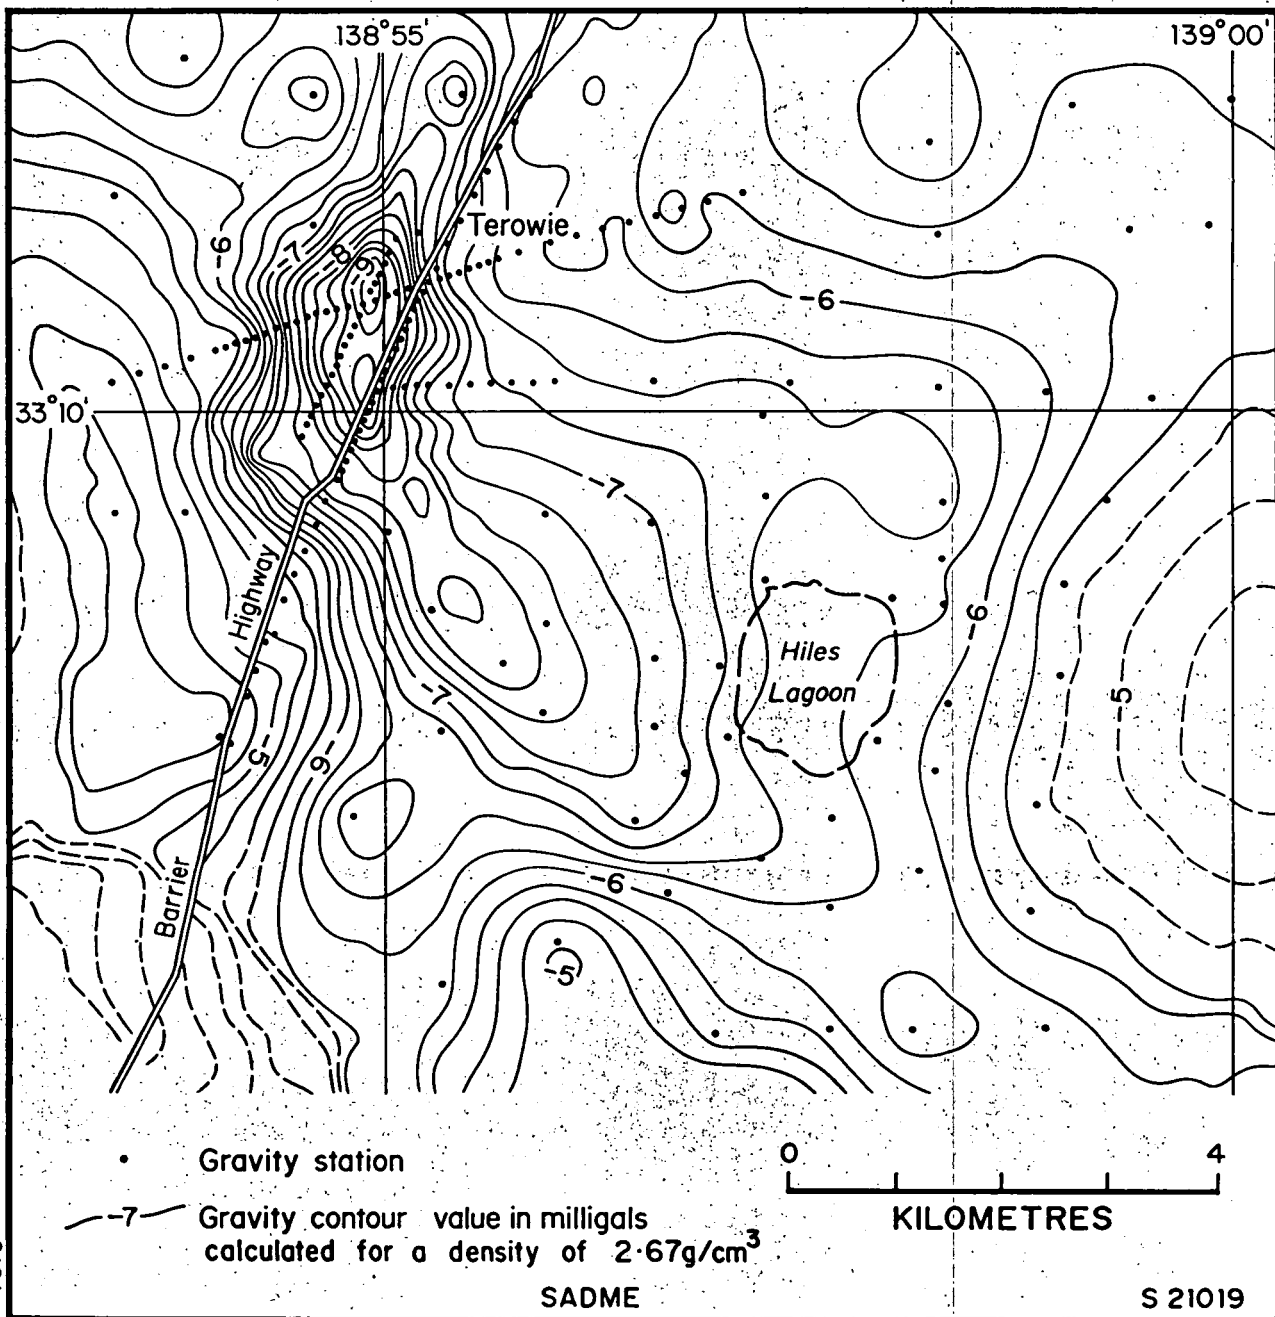 138°55'
139°00'
Terowie
-6
-7
-8
-9
-6
33°10'
-7
Highway
-6
Hiles
Lagoon
-7
-5
-5
-6
Barrier
-6
-5
0 4
KILOMETRES
Gravity station
-7 Gravity contour value in milligals
calculated for a density of 2·67g/cm³
SADME
S 21019